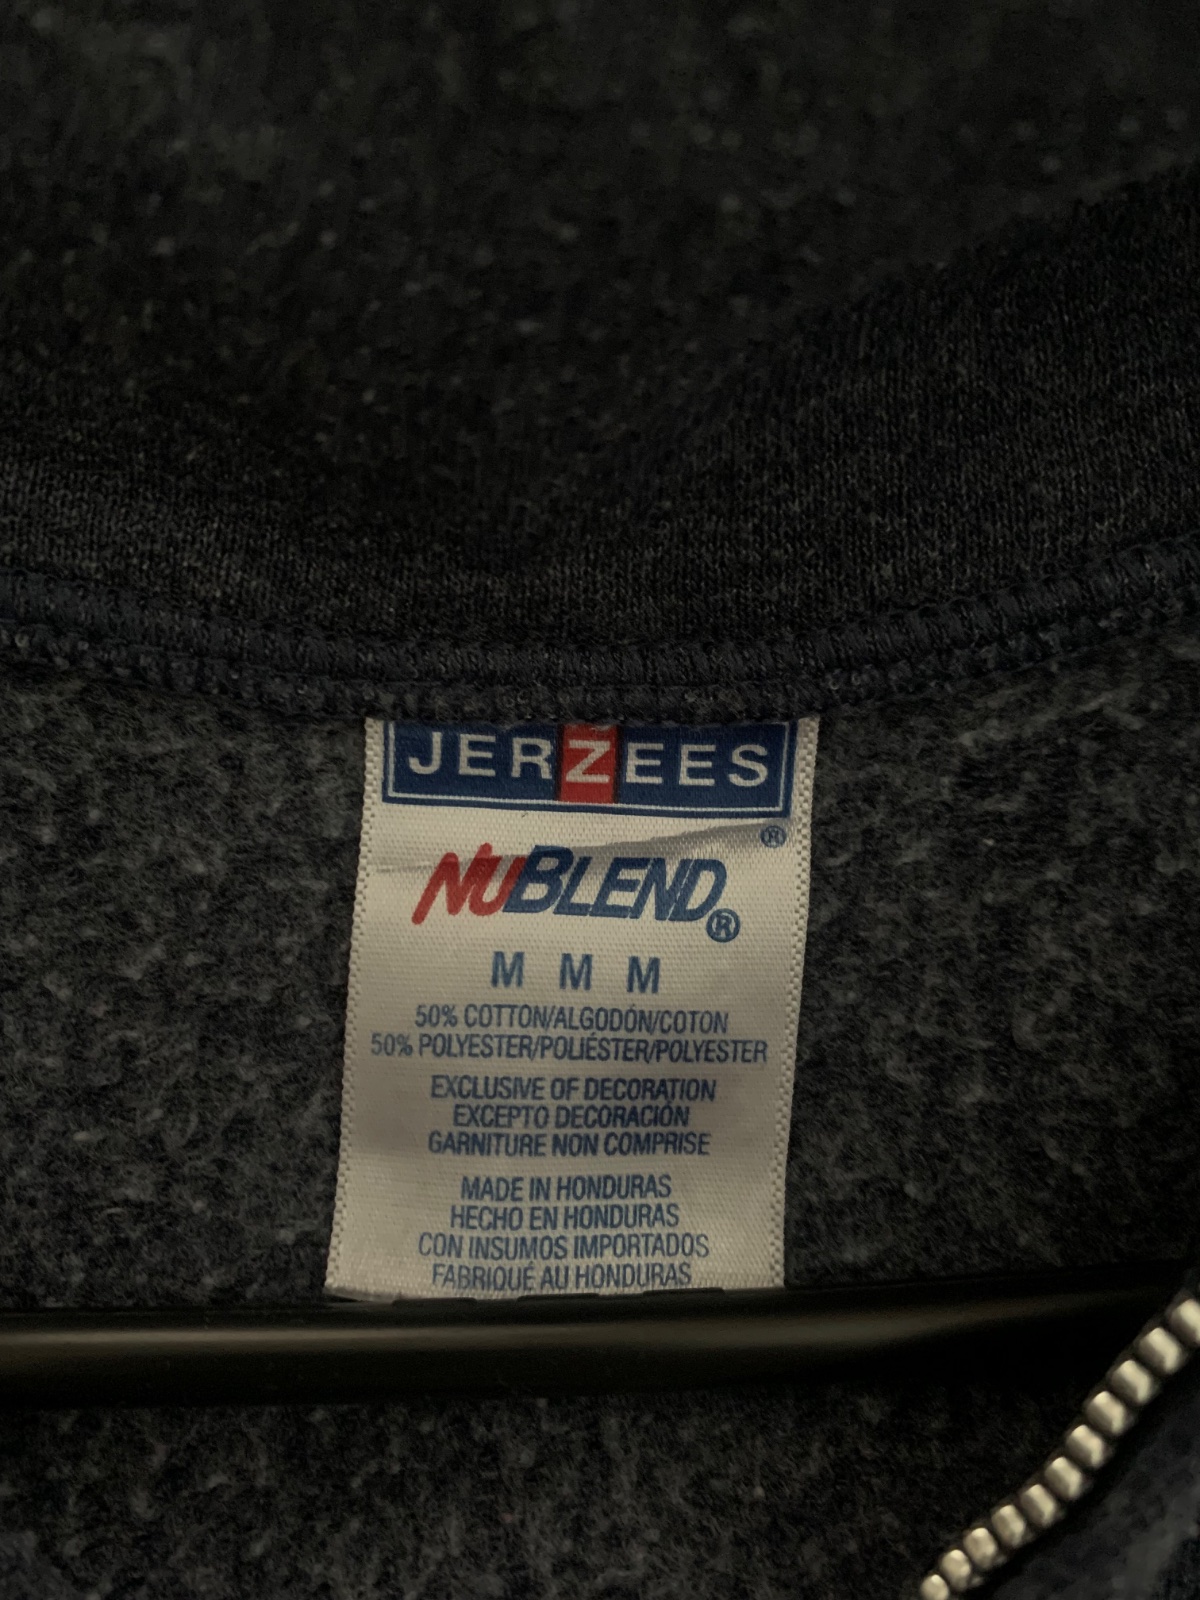 JERZEES
®
NUBLEND®
M M M
50% COTTON/ALGODÓN/COTON
50% POLYESTER/POLIÉSTER/POLYESTER
EXCLUSIVE OF DECORATION
EXCEPTO DECORACIÓN
GARNITURE NON COMPRISE
MADE IN HONDURAS
HECHO EN HONDURAS
CON INSUMOS IMPORTADOS
FABRIQUÉ AU HONDURAS